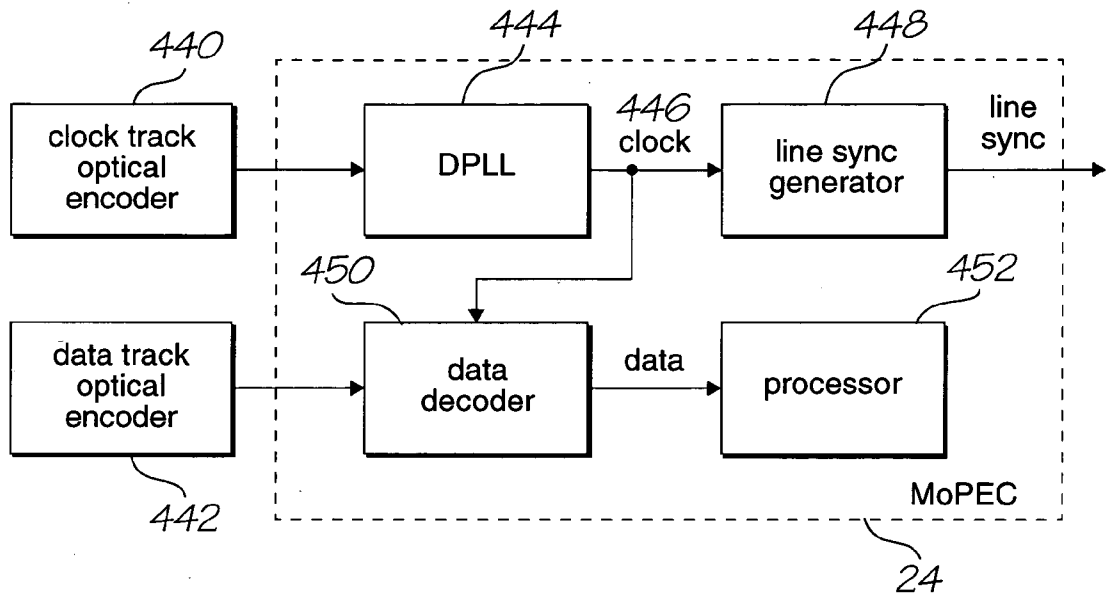 440
444
448
clock track
optical
encoder
DPLL
446
clock
line sync
generator
line
sync
450
452
data track
optical
encoder
data
decoder
data
processor
442
MoPEC
24